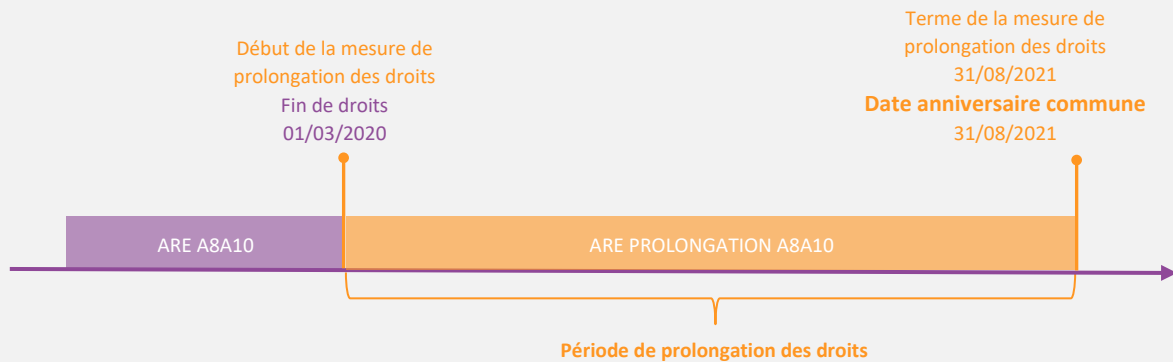 Début de la mesure de
prolongation des droits
Fin de droits
01/03/2020
Terme de la mesure de
prolongation des droits
31/08/2021
Date anniversaire commune
31/08/2021
ARE A8A10
ARE PROLONGATION A8A10
Période de prolongation des droits